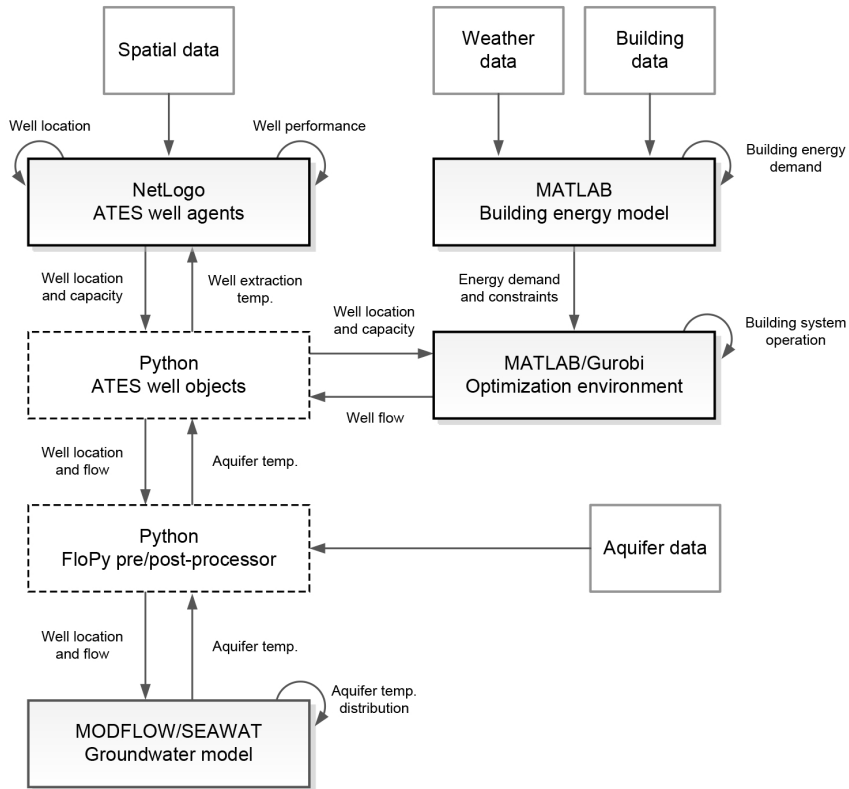 Spatial data
Weather
data
Building
data
Well location
Well performance
Building energy
demand
NetLogo
ATES well agents
MATLAB
Building energy model
Well location
and capacity
Well extraction
temp.
Energy demand
and constraints
Well location
and capacity
Building system
operation
Python
ATES well objects
MATLAB/Gurobi
Optimization environment
Well flow
Well location
and flow
Aquifer temp.
Python
FloPy pre/post-processor
Aquifer data
Well location
and flow
Aquifer temp.
Aquifer temp.
distribution
MODFLOW/SEAWAT
Groundwater model